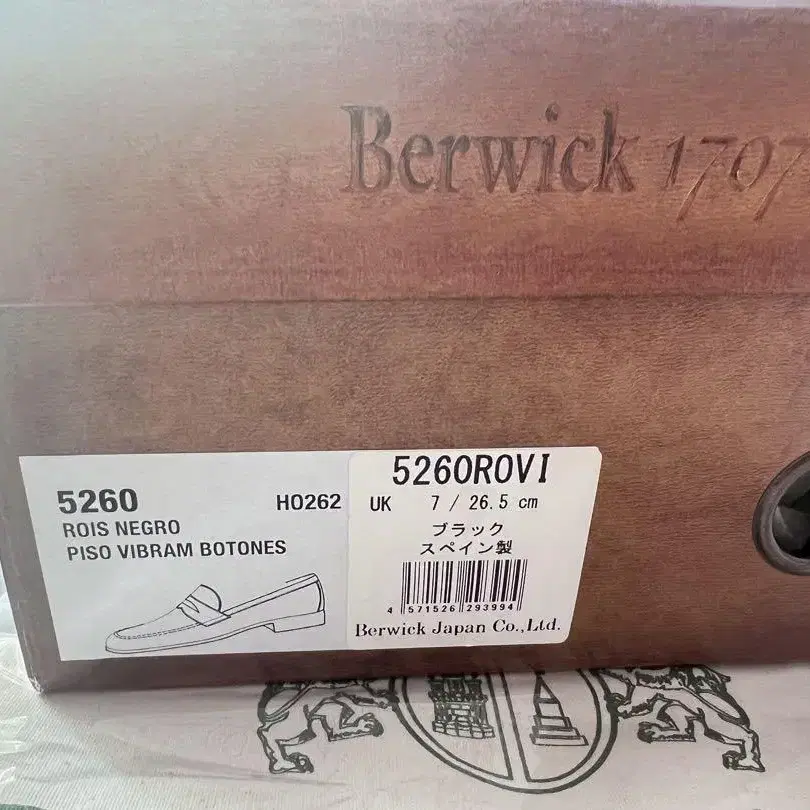 Berwick 1707
5260 HO262
ROIS NEGRO
PISO VIBRAM BOTONES
5260ROVI
UK 7 / 26.5 cm
ブラック
スペイン製
4 571526 293994
Berwick Japan Co.,Ltd.